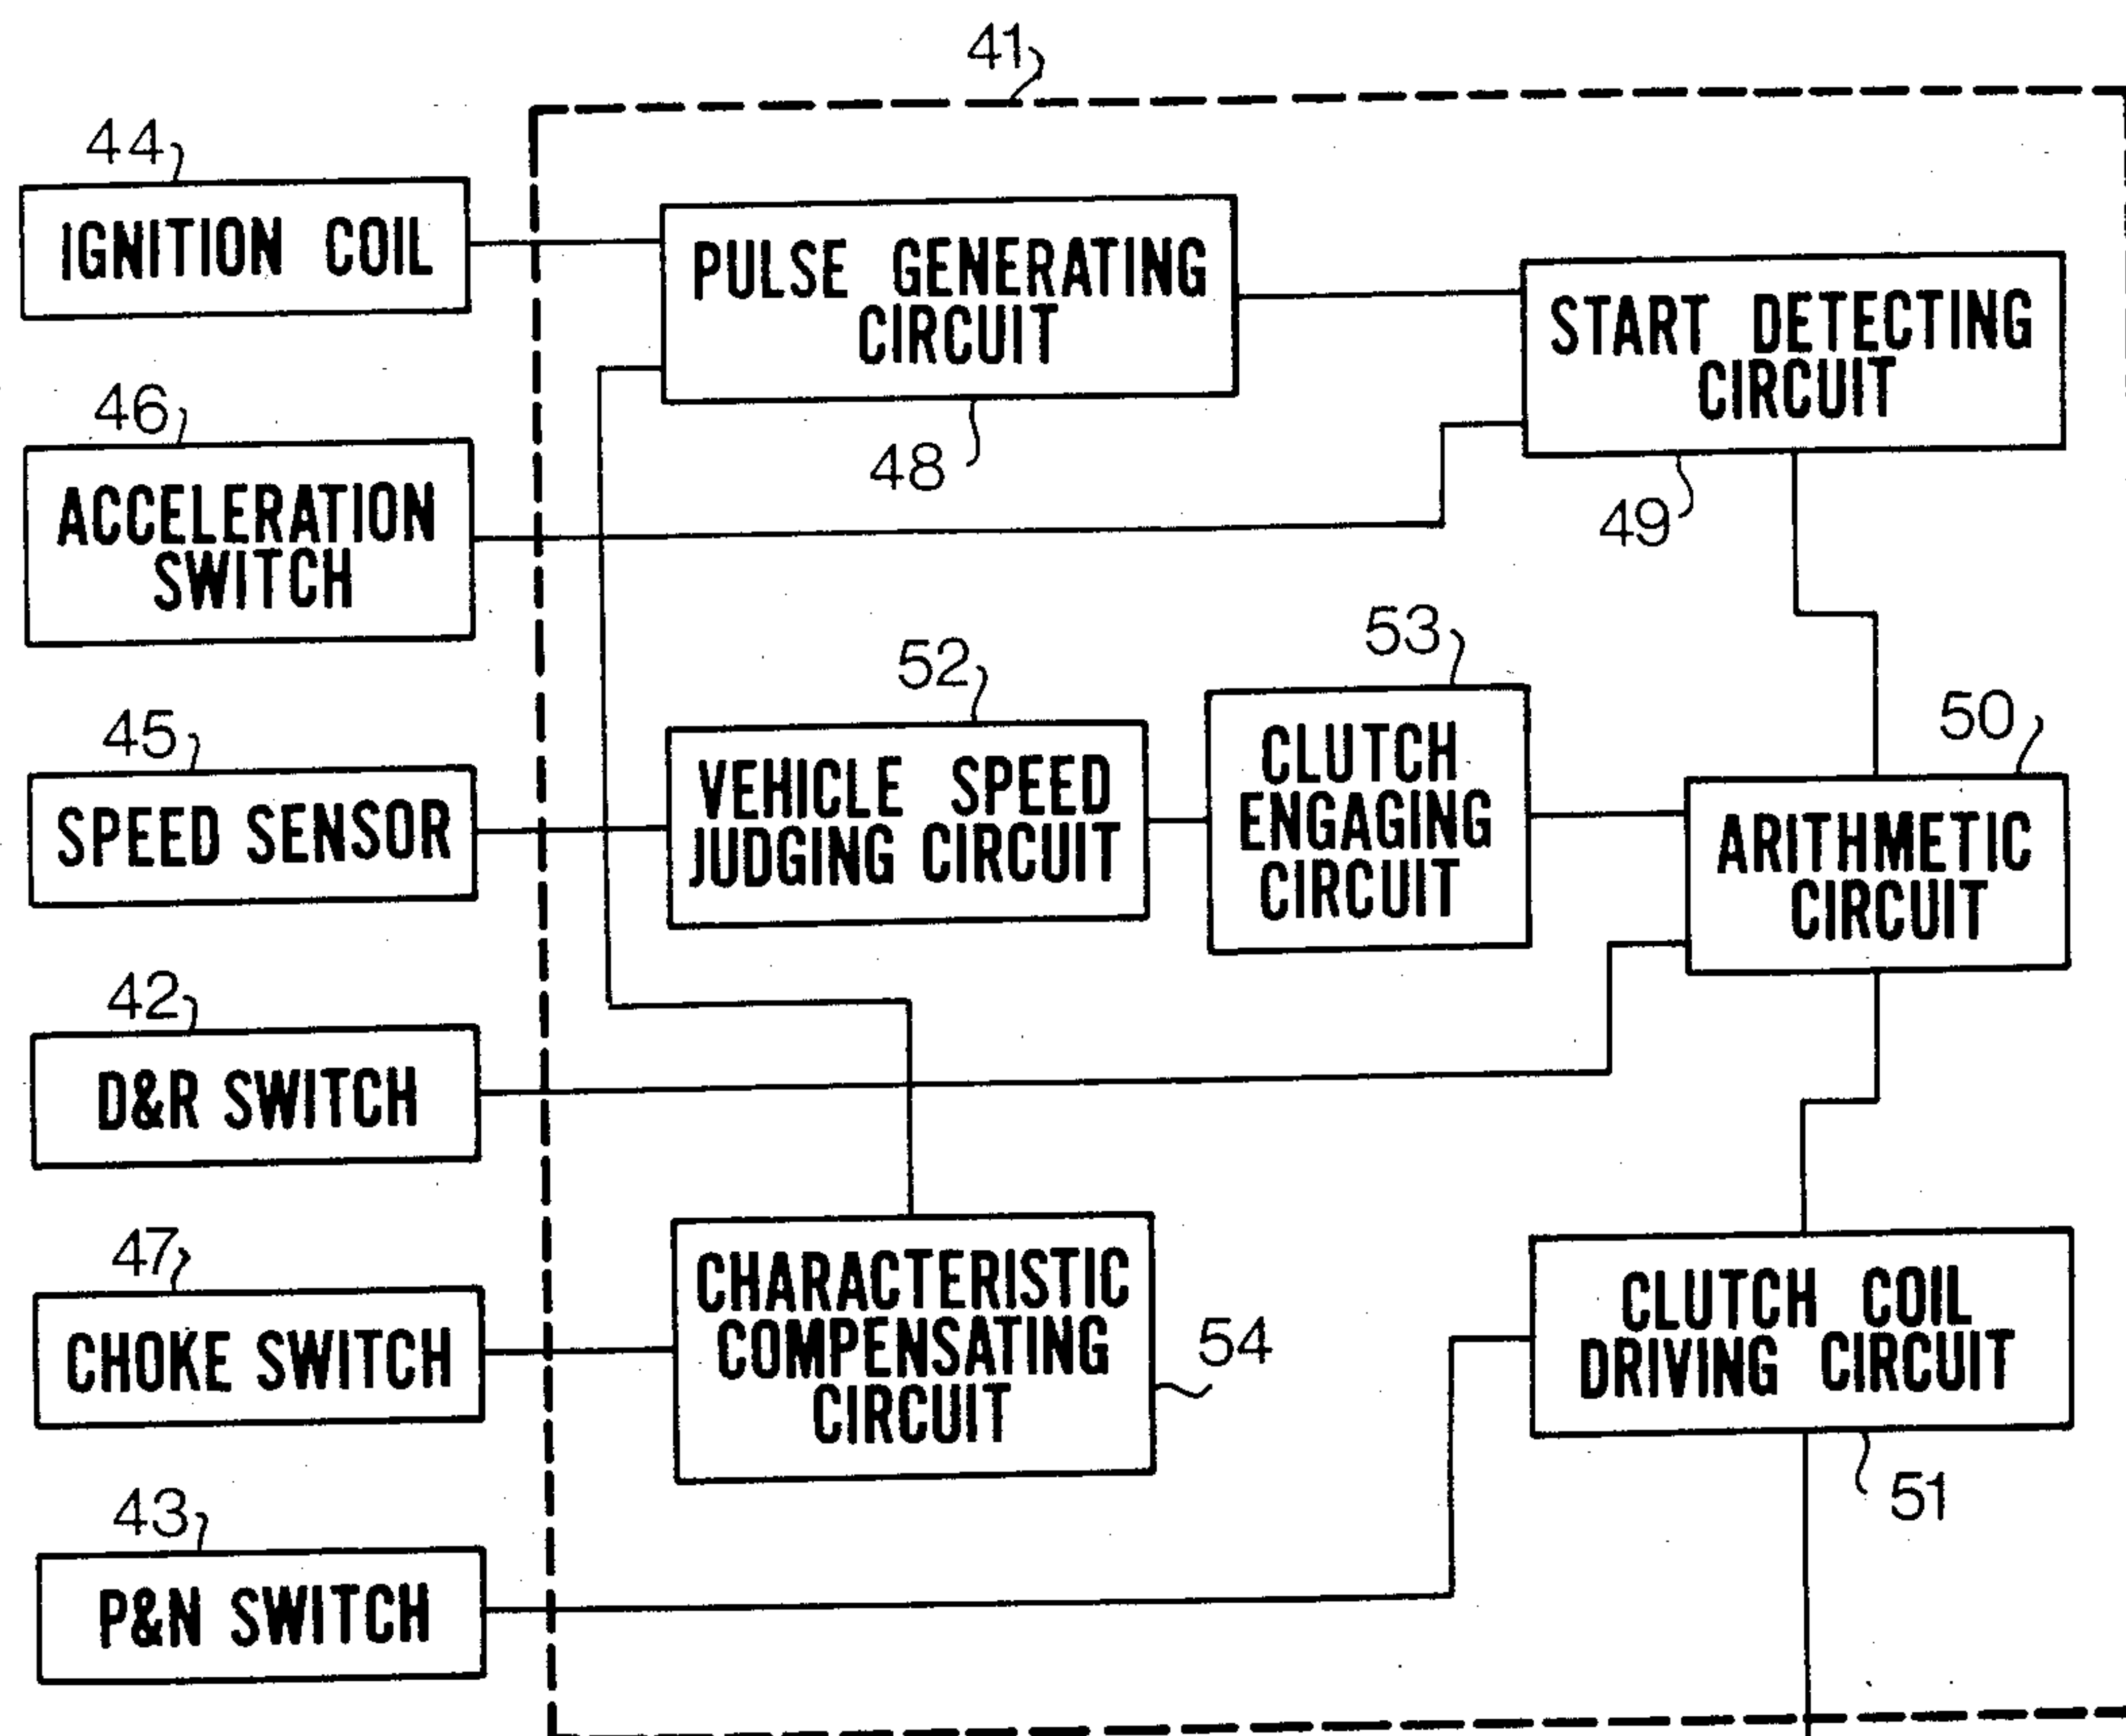 41
44
IGNITION COIL
PULSE GENERATING
CIRCUIT
48
START DETECTING
CIRCUIT
49
46
ACCELERATION
SWITCH
45
SPEED SENSOR
52
VEHICLE SPEED
JUDGING CIRCUIT
53
CLUTCH
ENGAGING
CIRCUIT
50
ARITHMETIC
CIRCUIT
42
D&R SWITCH
47
CHOKE SWITCH
CHARACTERISTIC
COMPENSATING
CIRCUIT
54
CLUTCH COIL
DRIVING CIRCUIT
51
43
P&N SWITCH